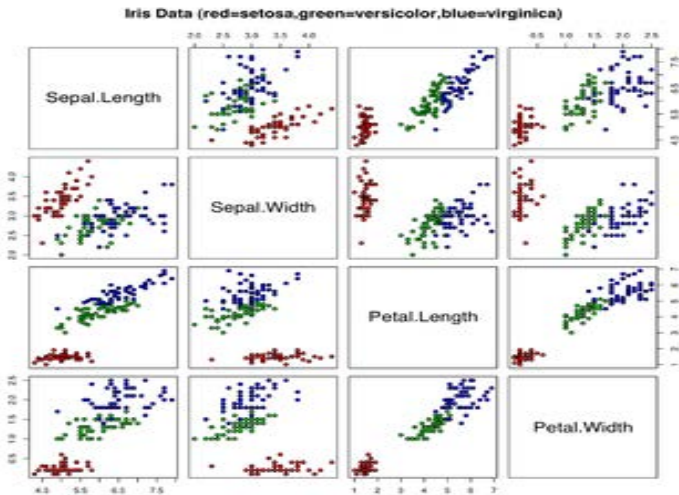 Iris Data (red=setosa,green=versicolor,blue=virginica)
2.0 3.0 4.0 0.5 1.0 1.5 2.0 2.5
Sepal.Length
4.5 5.5 6.5 7.5
2.0 2.5 3.0 3.5 4.0
Sepal.Width
Petal.Length
1 2 3 4 5 6 7
0.5 1.0 1.5 2.0 2.5
Petal.Width
4.5 5.5 6.5 7.5 1 2 3 4 5 6 7